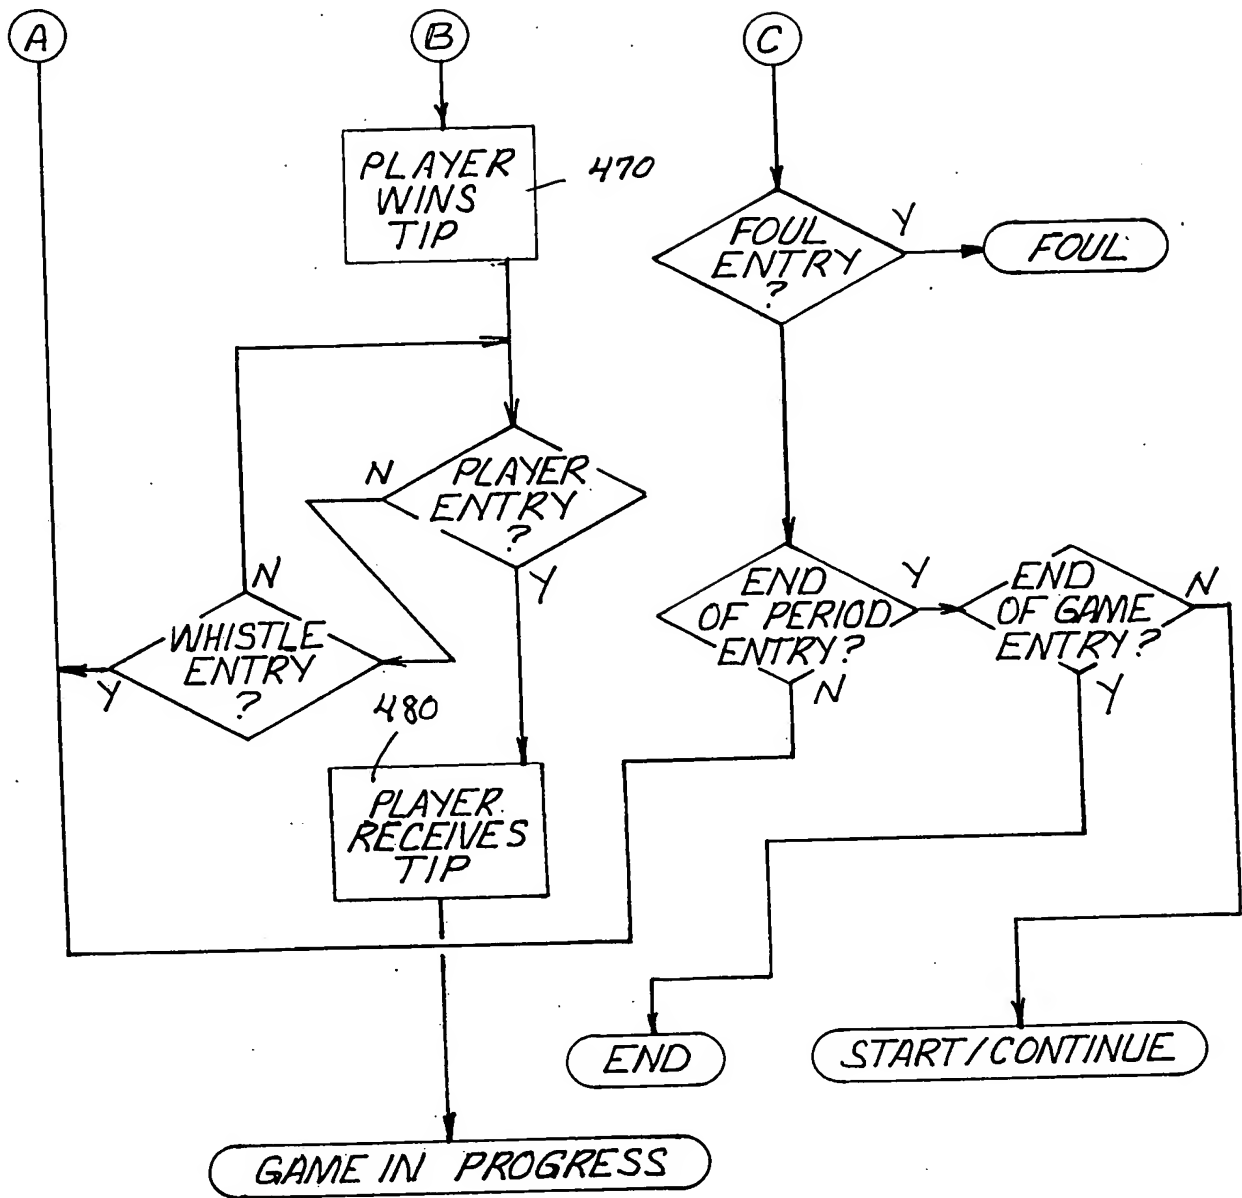 A
B
C
PLAYER
WINS
TIP
470
FOUL
ENTRY
?
Y
FOUL
N
PLAYER
ENTRY
?
Y
N
WHISTLE
ENTRY
?
Y
480
PLAYER
RECEIVES
TIP
END
OF PERIOD
ENTRY?
Y
N
END
OF GAME
ENTRY?
N
Y
END
START/CONTINUE
GAME IN PROGRESS